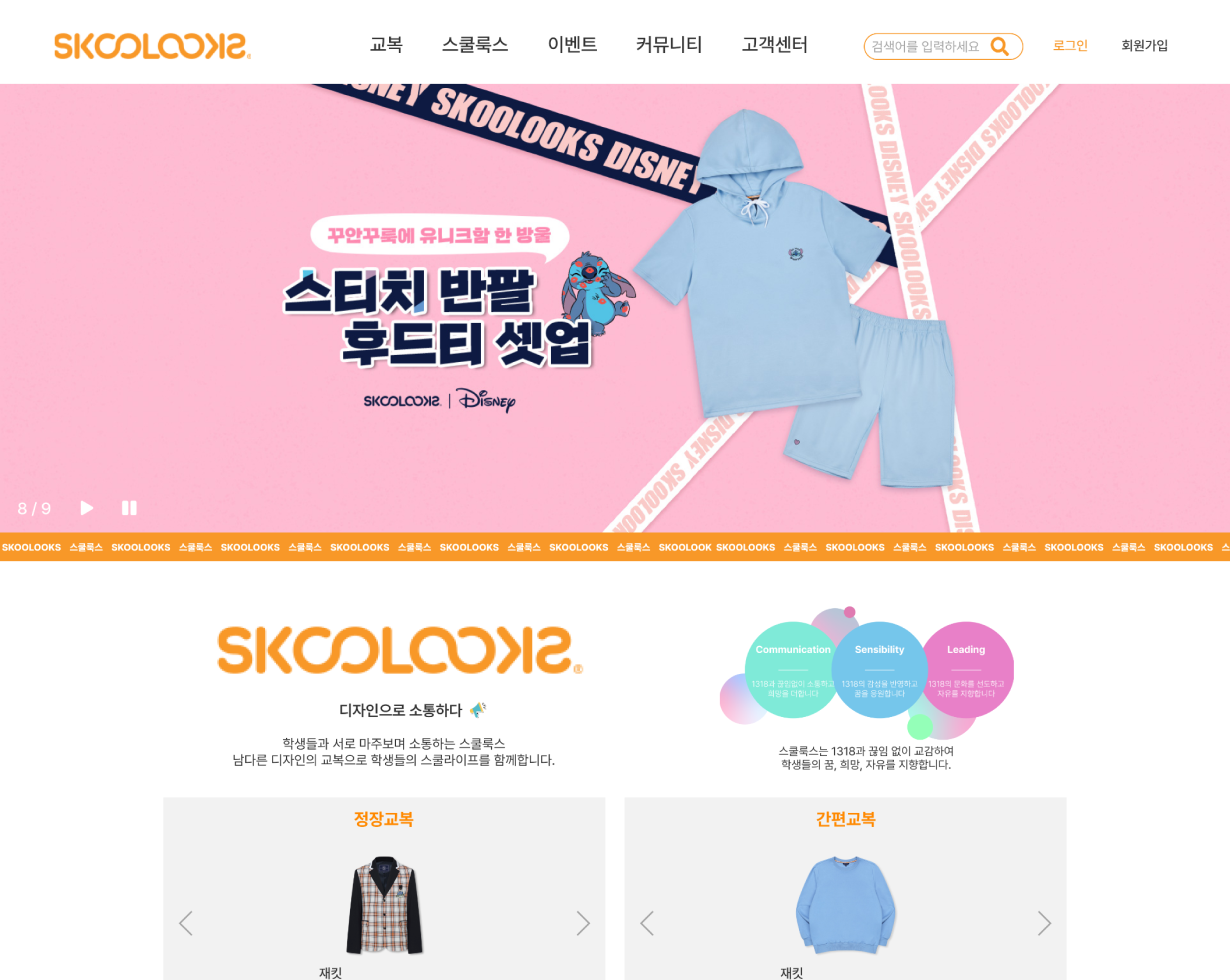 SKOOLOOKS
교복 스쿨룩스 이벤트 커뮤니티 고객센터
검색어를 입력하세요
로그인 회원가입
SKOOLOOKS DISNEY
SKOOLOOKS DISNEY
꾸안꾸룩에 유니크함 한 방울
스티치 반팔
후드티 셋업
SKOOLOOKS. | Disney
8 / 9
SKOOLOOKS 스쿨룩스 SKOOLOOKS 스쿨룩스 SKOOLOOKS 스쿨룩스 SKOOLOOKS 스쿨룩스 SKOOLOOKS 스쿨룩스 SKOOLOOKS 스쿨룩스 SKOOLOOK SKOOLOOKS 스쿨룩스 SKOOLOOKS 스쿨룩스 SKOOLOOKS 스쿨룩스 SKOOLOOKS 스쿨룩스 SKOOLOOKS 스
SKOOLOOKS®
디자인으로 소통하다
학생들과 서로 마주보며 소통하는 스쿨룩스
남다른 디자인의 교복으로 학생들의 스쿨라이프를 함께합니다.
Communication
1318과 끊임없이 소통하고
희망을 더합니다
Sensibility
1318의 감성을 반영하고
꿈을 응원합니다
Leading
1318의 문화를 선도하고
자유를 지향합니다
스쿨룩스는 1318과 끊임 없이 교감하여
학생들의 꿈, 희망, 자유를 지향합니다.
정장교복
재킷
간편교복
재킷